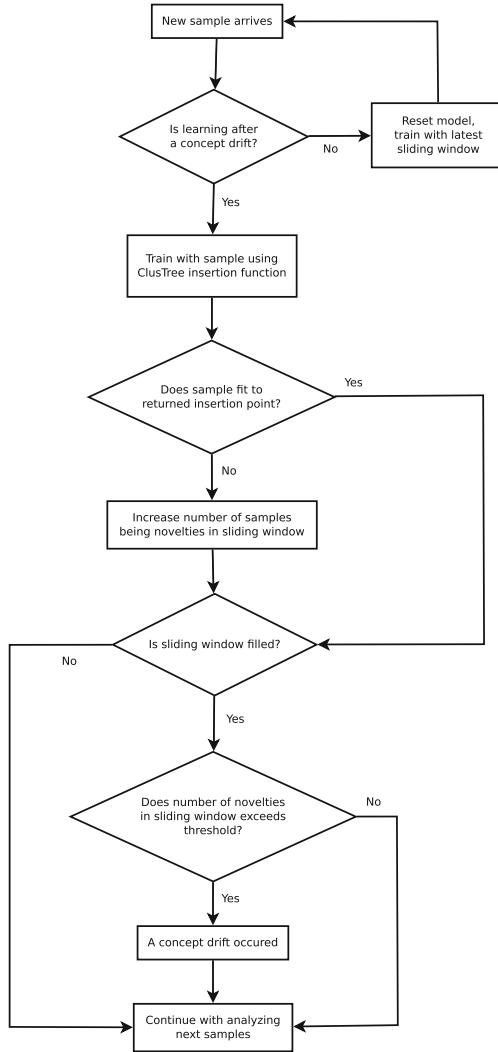 New sample arrives
Is learning after
a concept drift?
No
Reset model,
train with latest
sliding window
Yes
Train with sample using
ClusTree insertion function
Does sample fit to
returned insertion point?
Yes
No
Increase number of samples
being novelties in sliding window
Is sliding window filled?
No
Yes
Does number of novelties
in sliding window exceeds
threshold?
No
Yes
A concept drift occured
Continue with analyzing
next samples